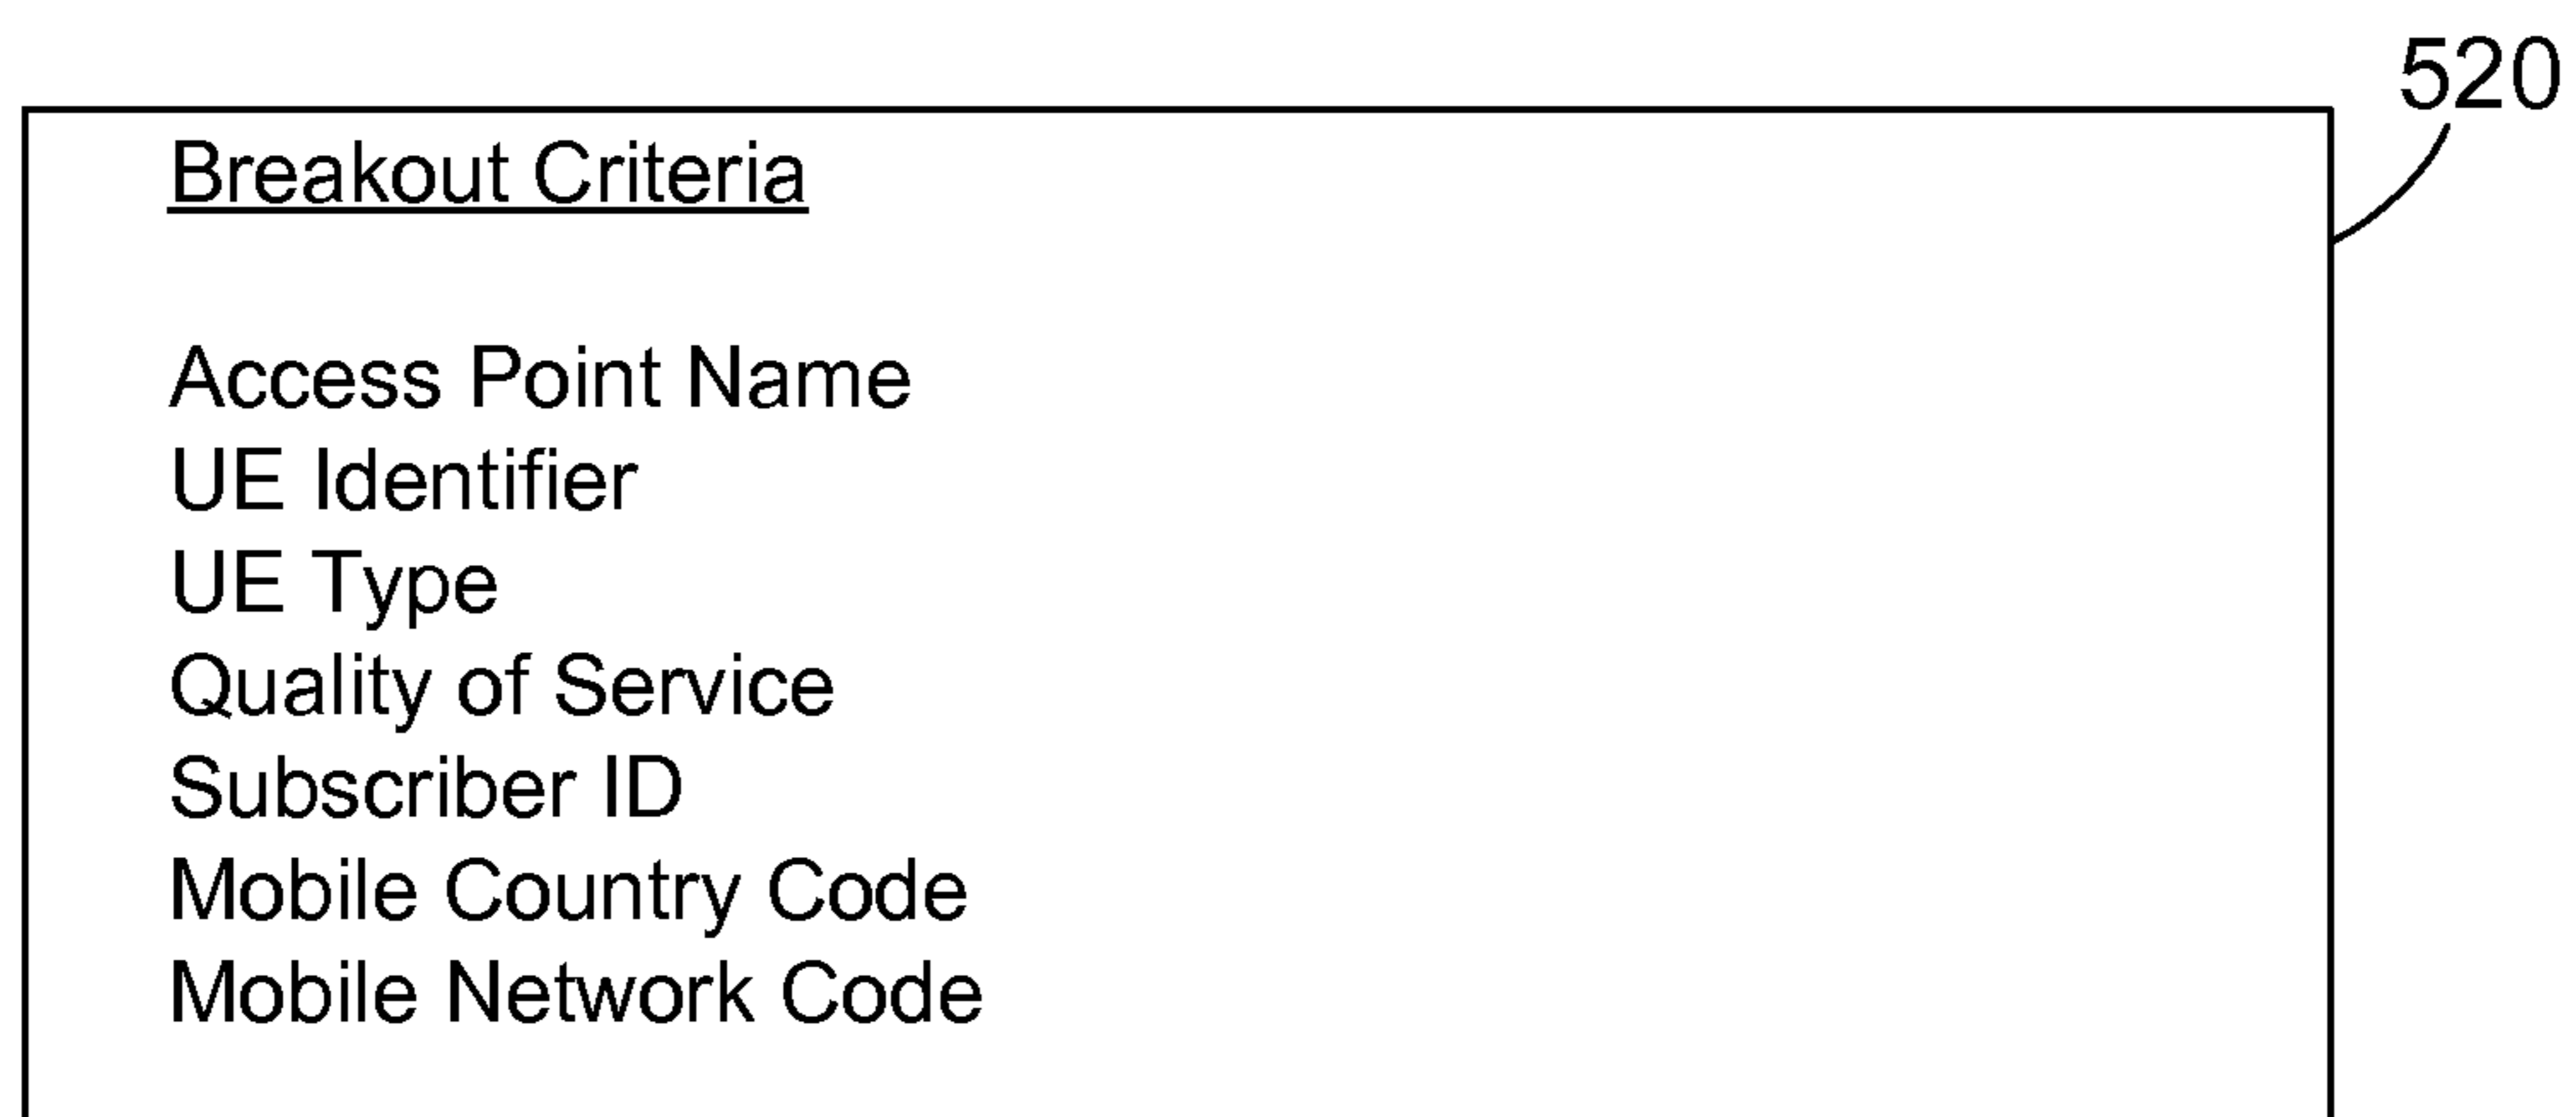 520
Breakout Criteria
Access Point Name
UE Identifier
UE Type
Quality of Service
Subscriber ID
Mobile Country Code
Mobile Network Code